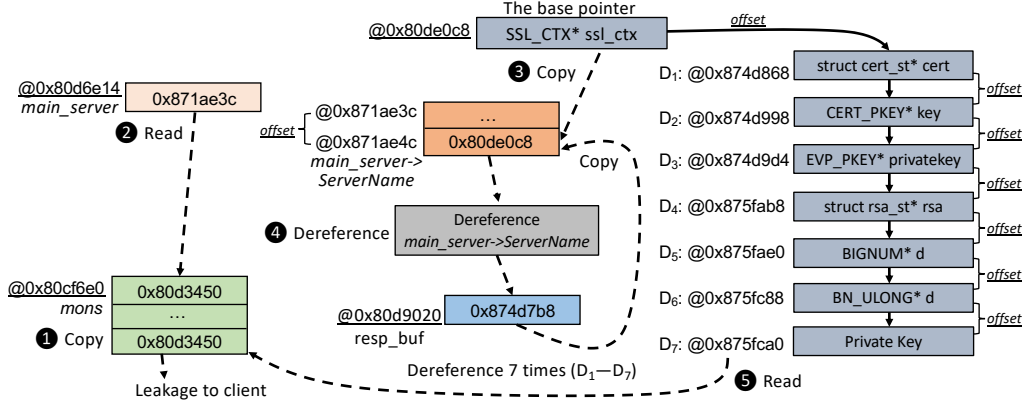 The base pointer
@0x80de0c8
SSL_CTX* ssl_ctx
offset
❸ Copy
@0x80d6e14
main_server
0x871ae3c
❷ Read
offset
@0x871ae3c
...
@0x871ae4c
0x80de0c8
main_server->
ServerName
Copy
❹ Dereference
Dereference
main_server->ServerName
@0x80cf6e0
mons
0x80d3450
...
0x80d3450
❶ Copy
Leakage to client
@0x80d9020
resp_buf
0x874d7b8
Dereference 7 times (D1—D7)
❺ Read
D1: @0x874d868
struct cert_st* cert
offset
D2: @0x874d998
CERT_PKEY* key
offset
D3: @0x874d9d4
EVP_PKEY* privatekey
offset
D4: @0x875fab8
struct rsa_st* rsa
offset
D5: @0x875fae0
BIGNUM* d
offset
D6: @0x875fc88
BN_ULONG* d
offset
D7: @0x875fca0
Private Key